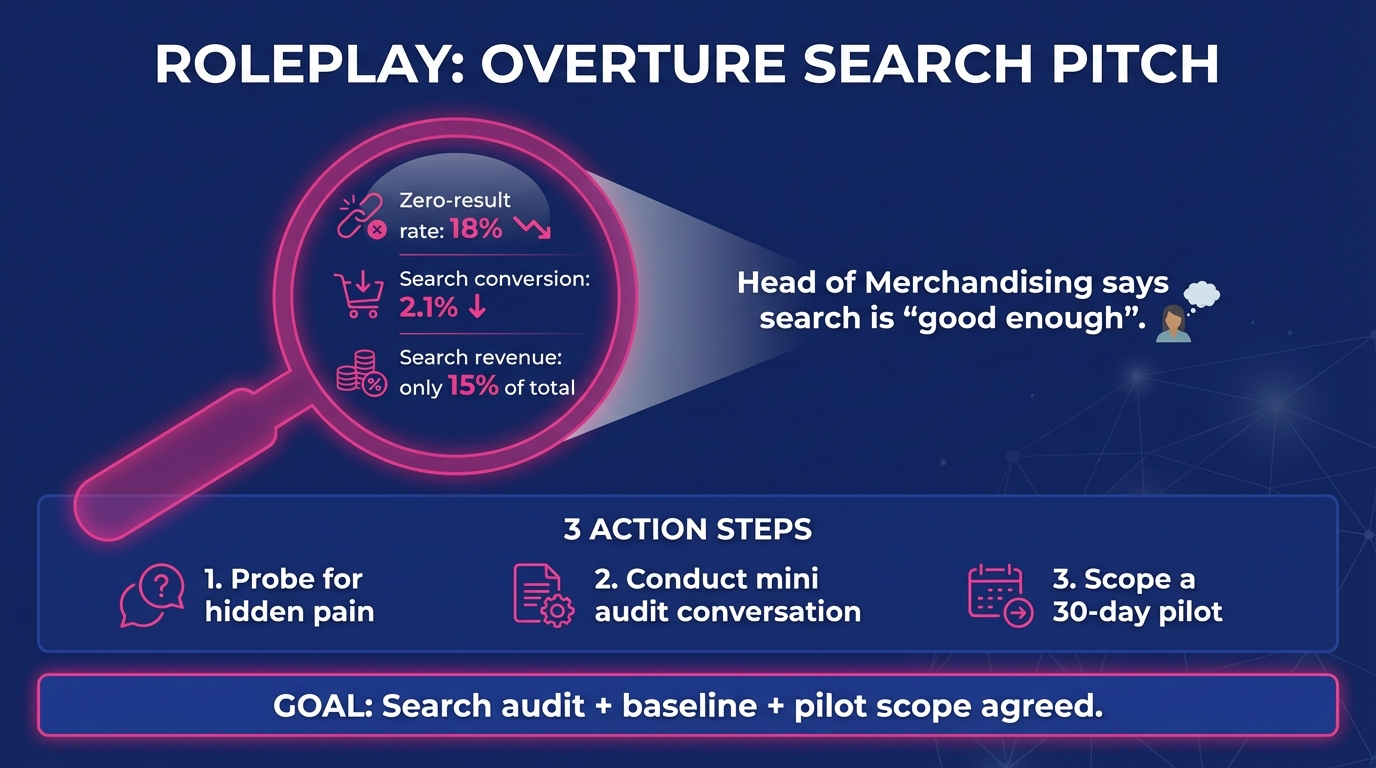 ROLEPLAY: OVERTURE SEARCH PITCH
Zero-result
rate: 18%
Search conversion:
2.1%
Search revenue:
only 15% of total
Head of Merchandising says
search is “good enough”.
3 ACTION STEPS
1. Probe for
hidden pain
2. Conduct mini
audit conversation
3. Scope a
30-day pilot
GOAL: Search audit + baseline + pilot scope agreed.